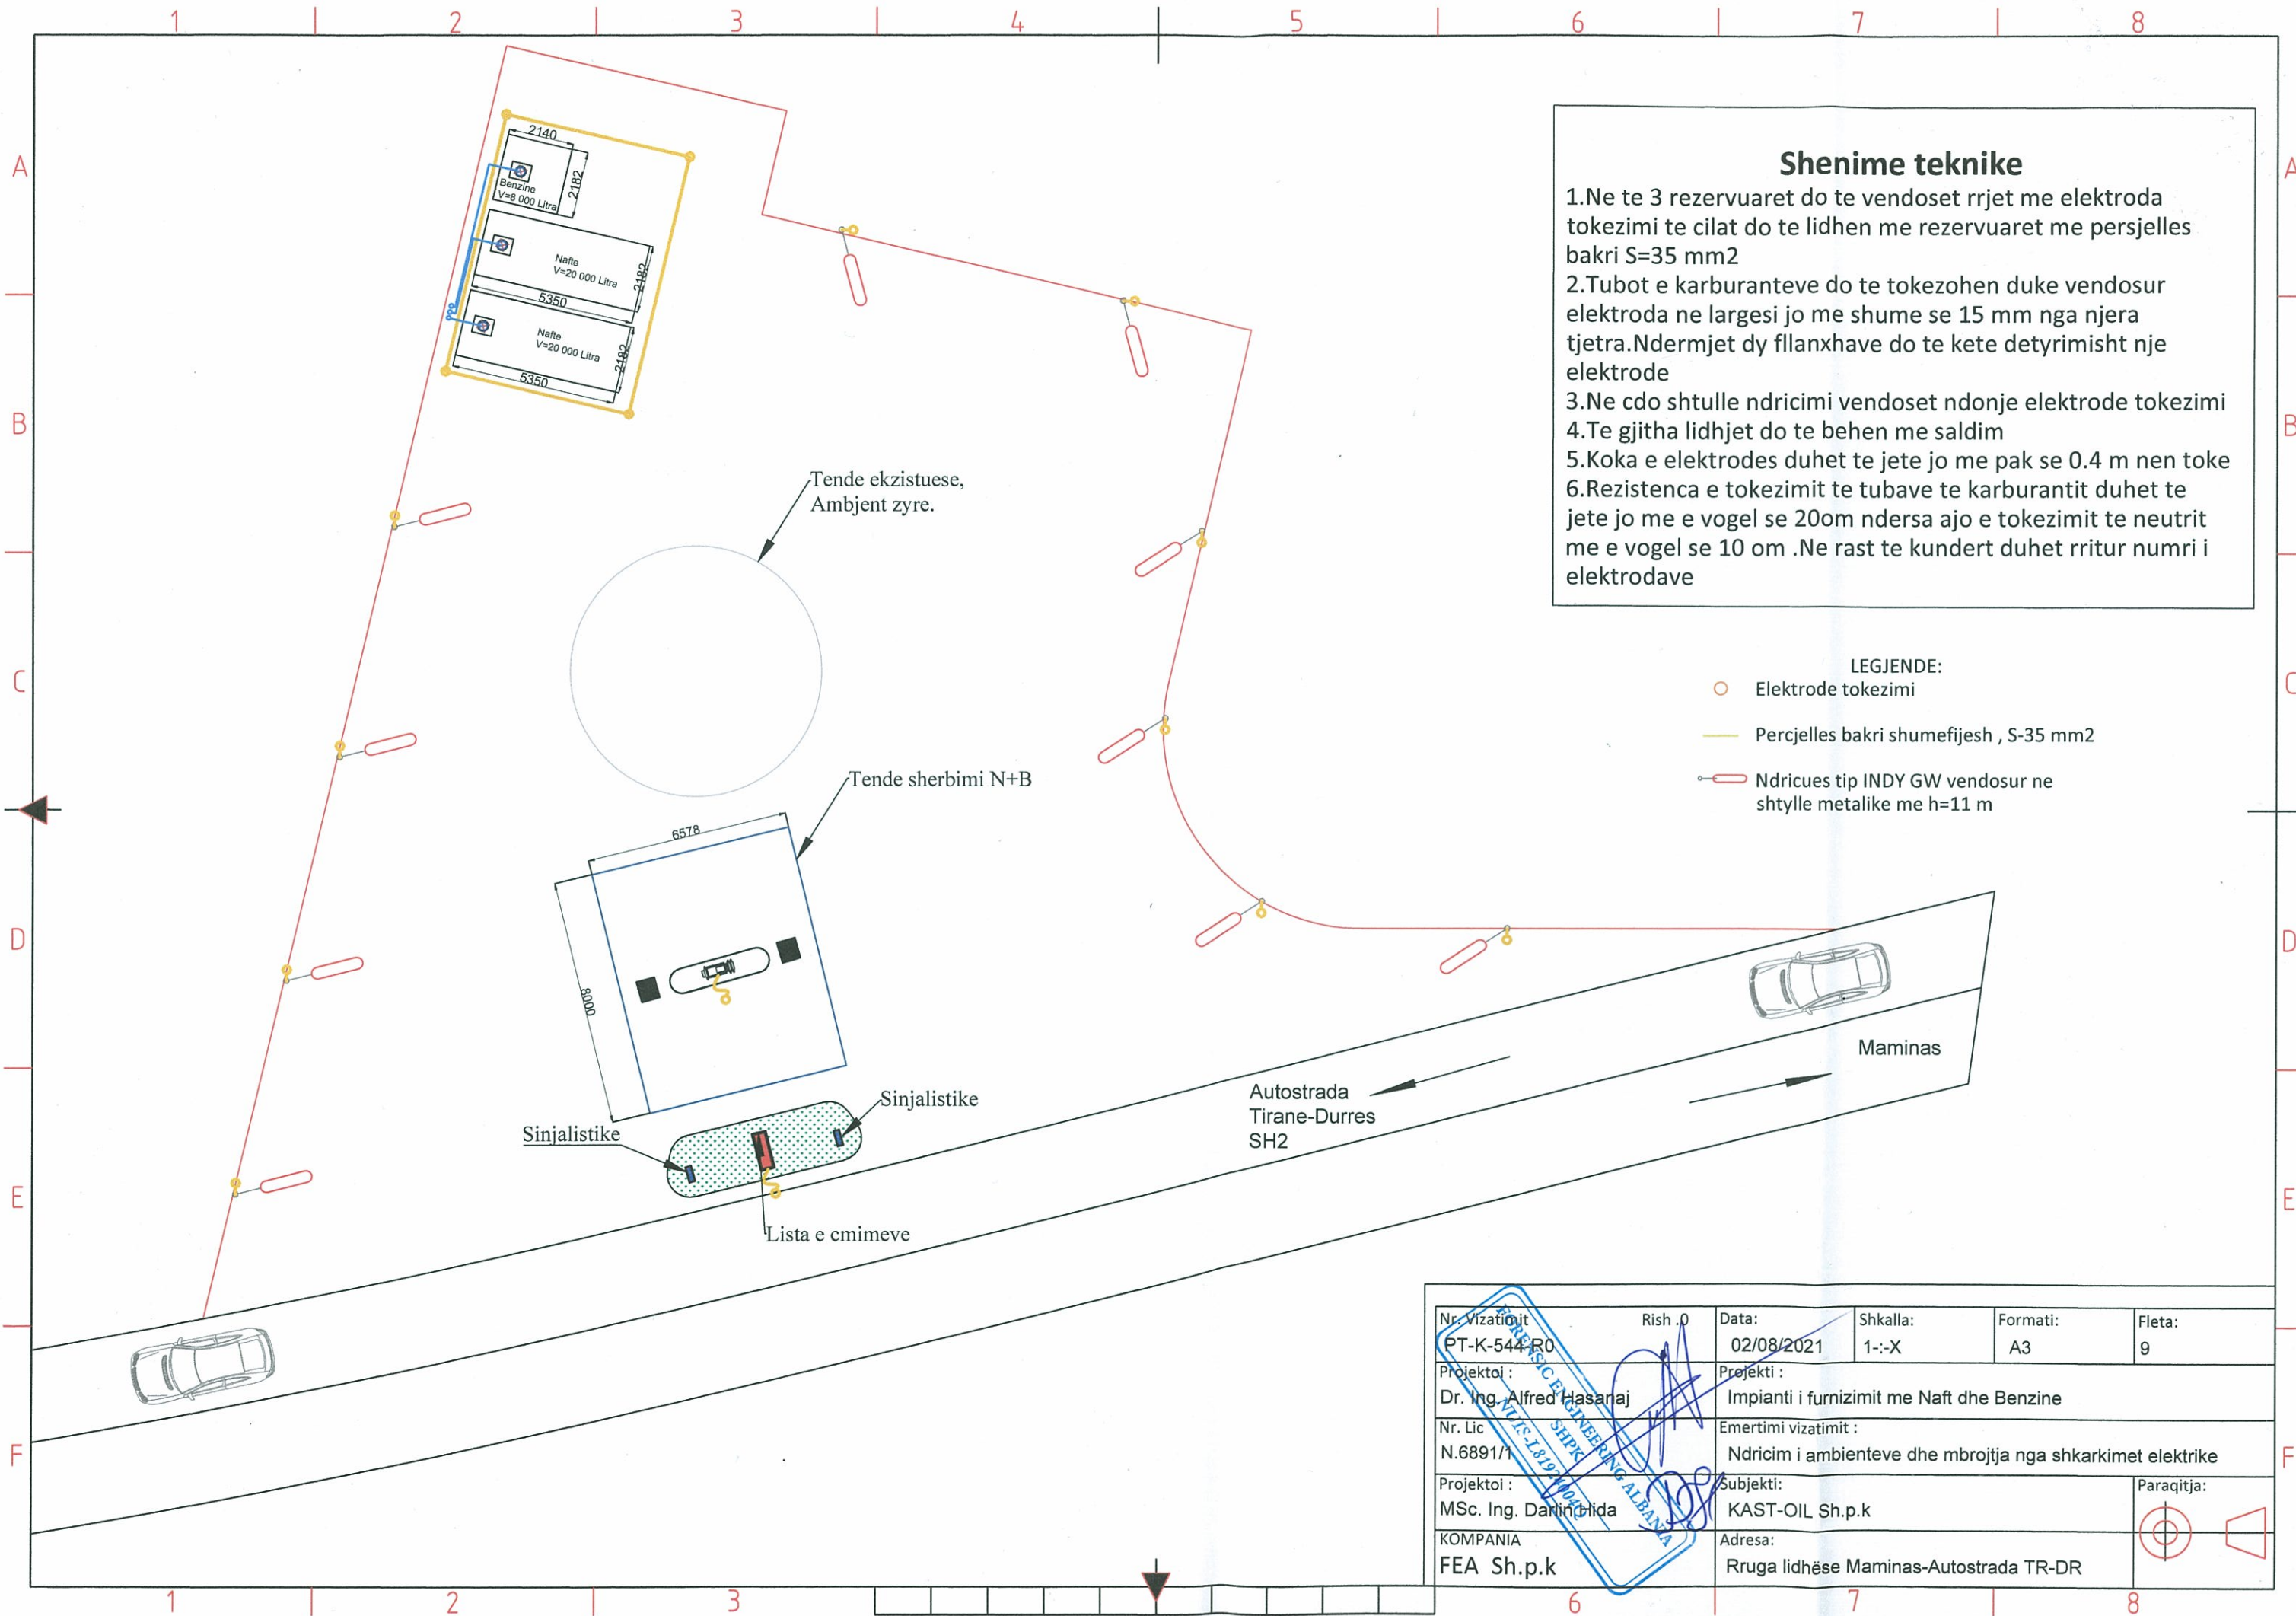 1 2 3 4 5 6 7 8
A
B
C
D
E
F
A
B
C
D
E
F
2140
2182
Benzine
V=8 000 Litra
Nafte
V=20 000 Litra
2182
5350
Nafte
V=20 000 Litra
2182
5350
Tende ekzistuese,
Ambjent zyre.
Tende sherbimi N+B
6578
8000
Sinjalistike
Sinjalistike
Lista e cmimeve
Autostrada
Tirane-Durres
SH2
Maminas
Shenime teknike
1.Ne te 3 rezervuaret do te vendoset rrjet me elektroda
tokezimi te cilat do te lidhen me rezervuaret me persjelles
bakri S=35 mm2
2.Tubot e karburanteve do te tokezohen duke vendosur
elektroda ne largesi jo me shume se 15 mm nga njera
tjetra.Ndermjet dy fllanxhave do te kete detyrimisht nje
elektrode
3.Ne cdo shtulle ndricimi vendoset ndonje elektrode tokezimi
4.Te gjitha lidhjet do te behen me saldim
5.Koka e elektrodes duhet te jete jo me pak se 0.4 m nen toke
6.Rezistenca e tokezimit te tubave te karburantit duhet te
jete jo me e vogel se 20om ndersa ajo e tokezimit te neutrit
me e vogel se 10 om .Ne rast te kundert duhet rritur numri i
elektrodave
LEGJENDE:
Elektrode tokezimi
Percjelles bakri shumefijesh , S-35 mm2
Ndricues tip INDY GW vendosur ne
shtylle metalike me h=11 m
Nr. Vizatimit Rish .0
PT-K-544-R0
Data:
02/08/2021
Shkalla:
1-:-X
Formati:
A3
Fleta:
9
Projektoi :
Dr. Ing. Alfred Hasanaj
Projekti :
Impianti i furnizimit me Naft dhe Benzine
Nr. Lic
N.6891/1
Emertimi vizatimit :
Ndricim i ambienteve dhe mbrojtja nga shkarkimet elektrike
Projektoi :
MSc. Ing. Darlin Hida
Subjekti:
KAST-OIL Sh.p.k
Paraqitja:
KOMPANIA
FEA Sh.p.k
Adresa:
Rruga lidhëse Maminas-Autostrada TR-DR
FORENSIC ENGINEERING ALBANIA
SHPK
1 2 3 6 7 8